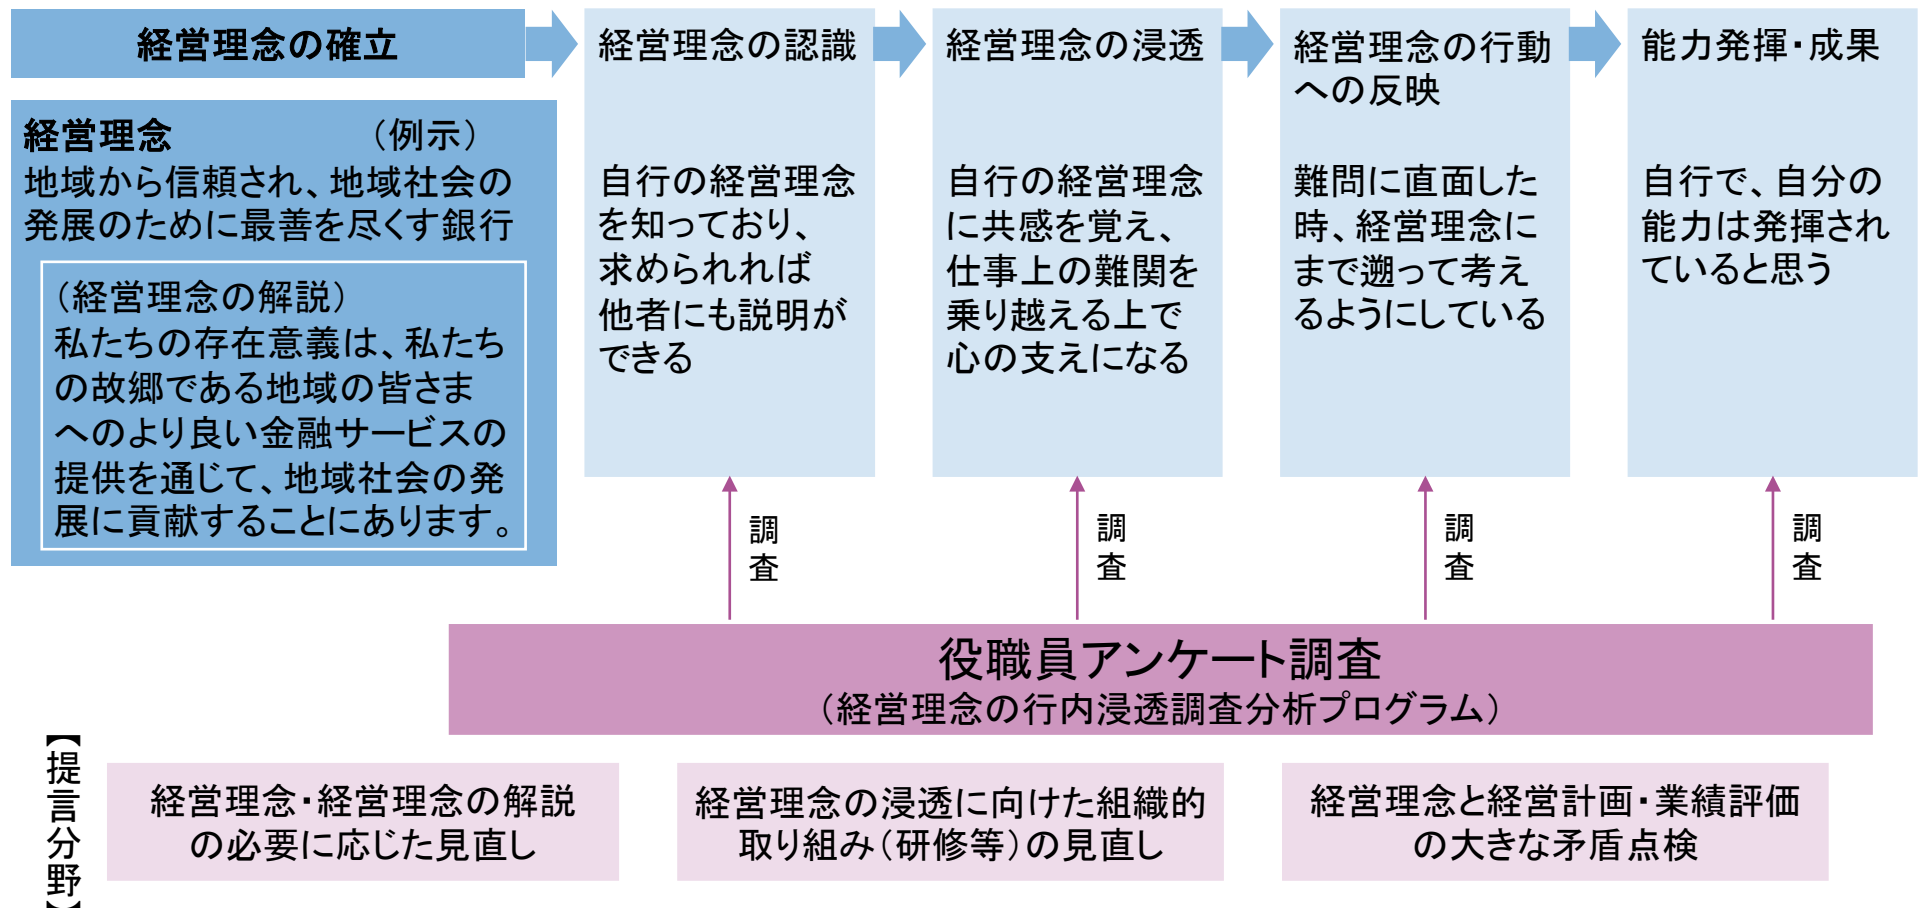 経営理念の確立
経営理念 （例示）
地域から信頼され、地域社会の
発展のために最善を尽くす銀行
（経営理念の解説）
私たちの存在意義は、私たち
の故郷である地域の皆さま
へのより良い金融サービスの
提供を通じて、地域社会の発
展に貢献することにあります。
経営理念の認識
自行の経営理念
を知っており、
求められれば
他者にも説明が
できる
経営理念の浸透
自行の経営理念
に共感を覚え、
仕事上の難関を
乗り越える上で
心の支えになる
経営理念の行動
への反映
難問に直面した
時、経営理念に
まで遡って考え
るようにしている
能力発揮・成果
自行で、自分の
能力は発揮され
ていると思う
調査
調査
調査
調査
役職員アンケート調査
（経営理念の行内浸透調査分析プログラム）
【提言分野】
経営理念・経営理念の解説
の必要に応じた見直し
経営理念の浸透に向けた組織的
取り組み（研修等）の見直し
経営理念と経営計画・業績評価
の大きな矛盾点検